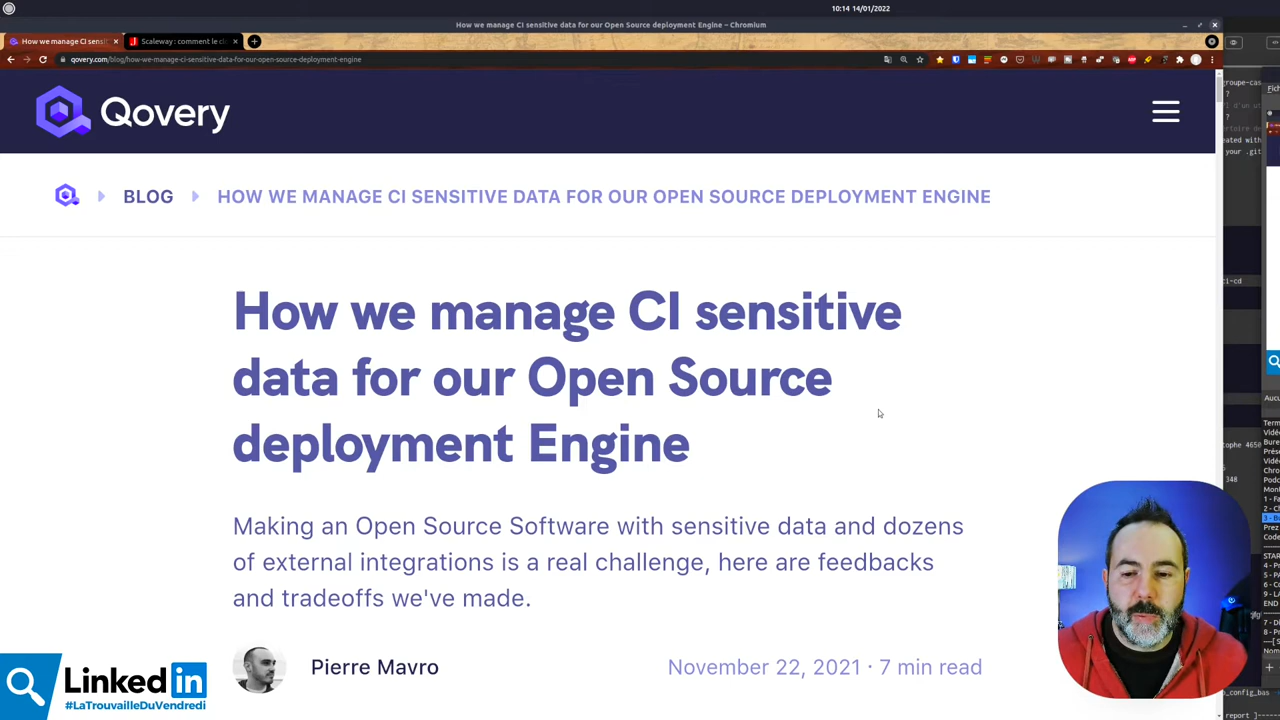 10:14 14/01/2022
How we manage CI sensitive data for our Open Source deployment Engine – Chromium
How we manage CI sensit
Scaleway : comment le cl
qovery.com/blog/how-we-manage-ci-sensitive-data-for-our-open-source-deployment-engine
Qovery
BLOG
HOW WE MANAGE CI SENSITIVE DATA FOR OUR OPEN SOURCE DEPLOYMENT ENGINE
How we manage CI sensitive
data for our Open Source
deployment Engine
Making an Open Source Software with sensitive data and dozens
of external integrations is a real challenge, here are feedbacks
and tradeoffs we've made.
Pierre Mavro
November 22, 2021 · 7 min read
Linked in
#LaTrouvailleDuVendredi